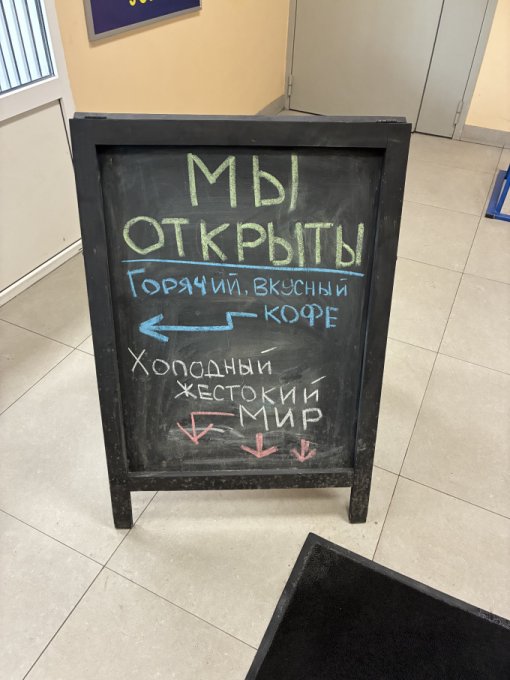 МЫ
ОТКРЫТЫ
ГОРЯЧИЙ, ВКУСНЫЙ
КОФЕ
ХОЛОДНЫЙ
ЖЕСТОКИЙ
МИР